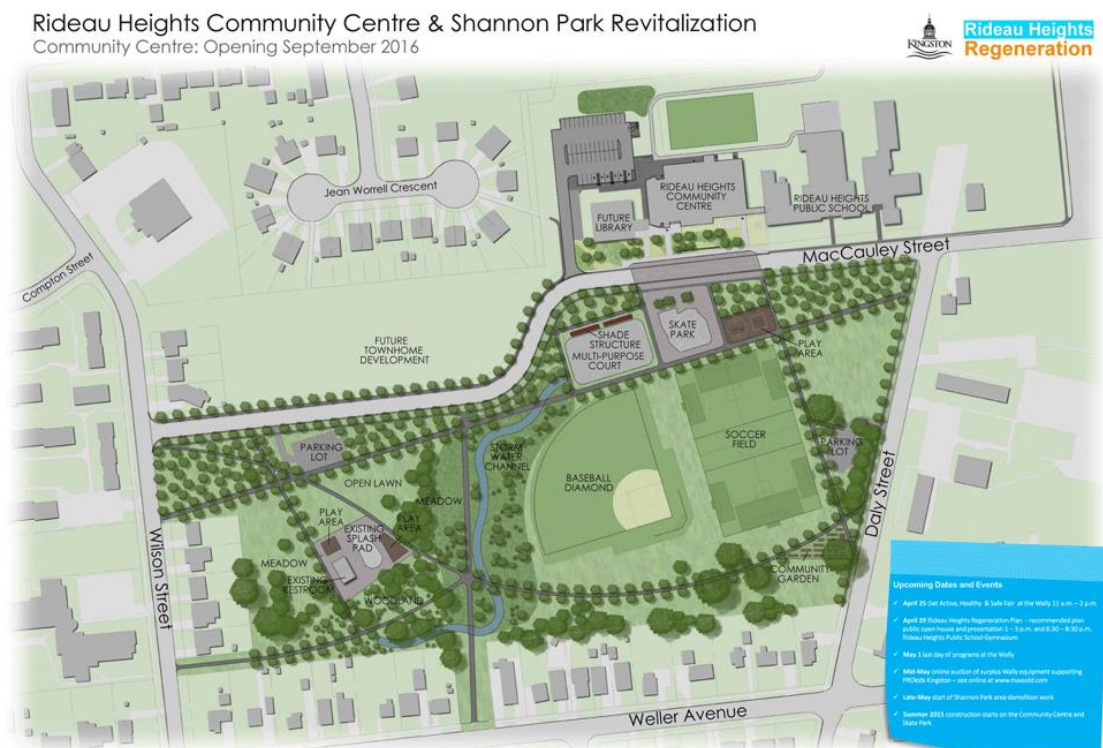 Rideau Heights Community Centre & Shannon Park Revitalization
Community Centre: Opening September 2016
KINGSTON
Rideau Heights
Regeneration
Jean Worrell Crescent
Compton Street
FUTURE
LIBRARY
RIDEAU HEIGHTS
COMMUNITY
CENTRE
RIDEAU HEIGHTS
PUBLIC SCHOOL
MacCauley Street
FUTURE
TOWNHOME
DEVELOPMENT
SHADE
STRUCTURE
MULTI-PURPOSE
COURT
SKATE
PARK
PLAY
AREA
PARKING
LOT
OPEN LAWN
MEADOW
STORM
WATER
CHANNEL
BASEBALL
DIAMOND
SOCCER
FIELD
PARKING
LOT
Daly Street
Wilson Street
PLAY
AREA
EXISTING
SPLASH
PAD
PLAY
AREA
MEADOW
EXISTING
RESTROOM
WOODLAND
COMMUNITY
GARDEN
Weller Avenue
Upcoming Dates and Events
✓ April 25 Get Active, Healthy & Safe Fair at the Wally 11 a.m. – 2 p.m.
✓ April 29 Rideau Heights Regeneration Plan – recommended plan
public open house and presentation 1 – 3 p.m. and 6:30 – 8:30 p.m.
Rideau Heights Public School Gymnasium
✓ May 1 last day of programs at the Wally
✓ Mid-May online auction of surplus Wally equipment supporting
PROkids Kingston – see online at www.maxsold.com
✓ Late-May start of Shannon Park area demolition work
✓ Summer 2015 construction starts on the Community Centre and
Skate Park